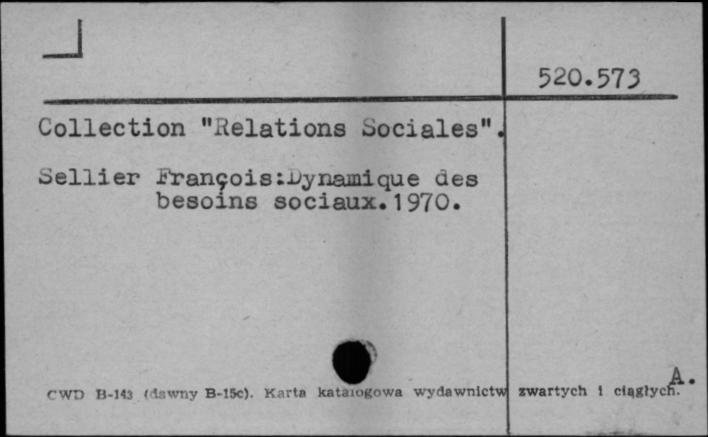 520.573
Collection "Relations Sociales".
Sellier François:Dynamique des
besoins sociaux.1970.
A.
CWD B-143 (dawny B-15c). Karta katalogowa wydawnictw zwartych i ciągłych.